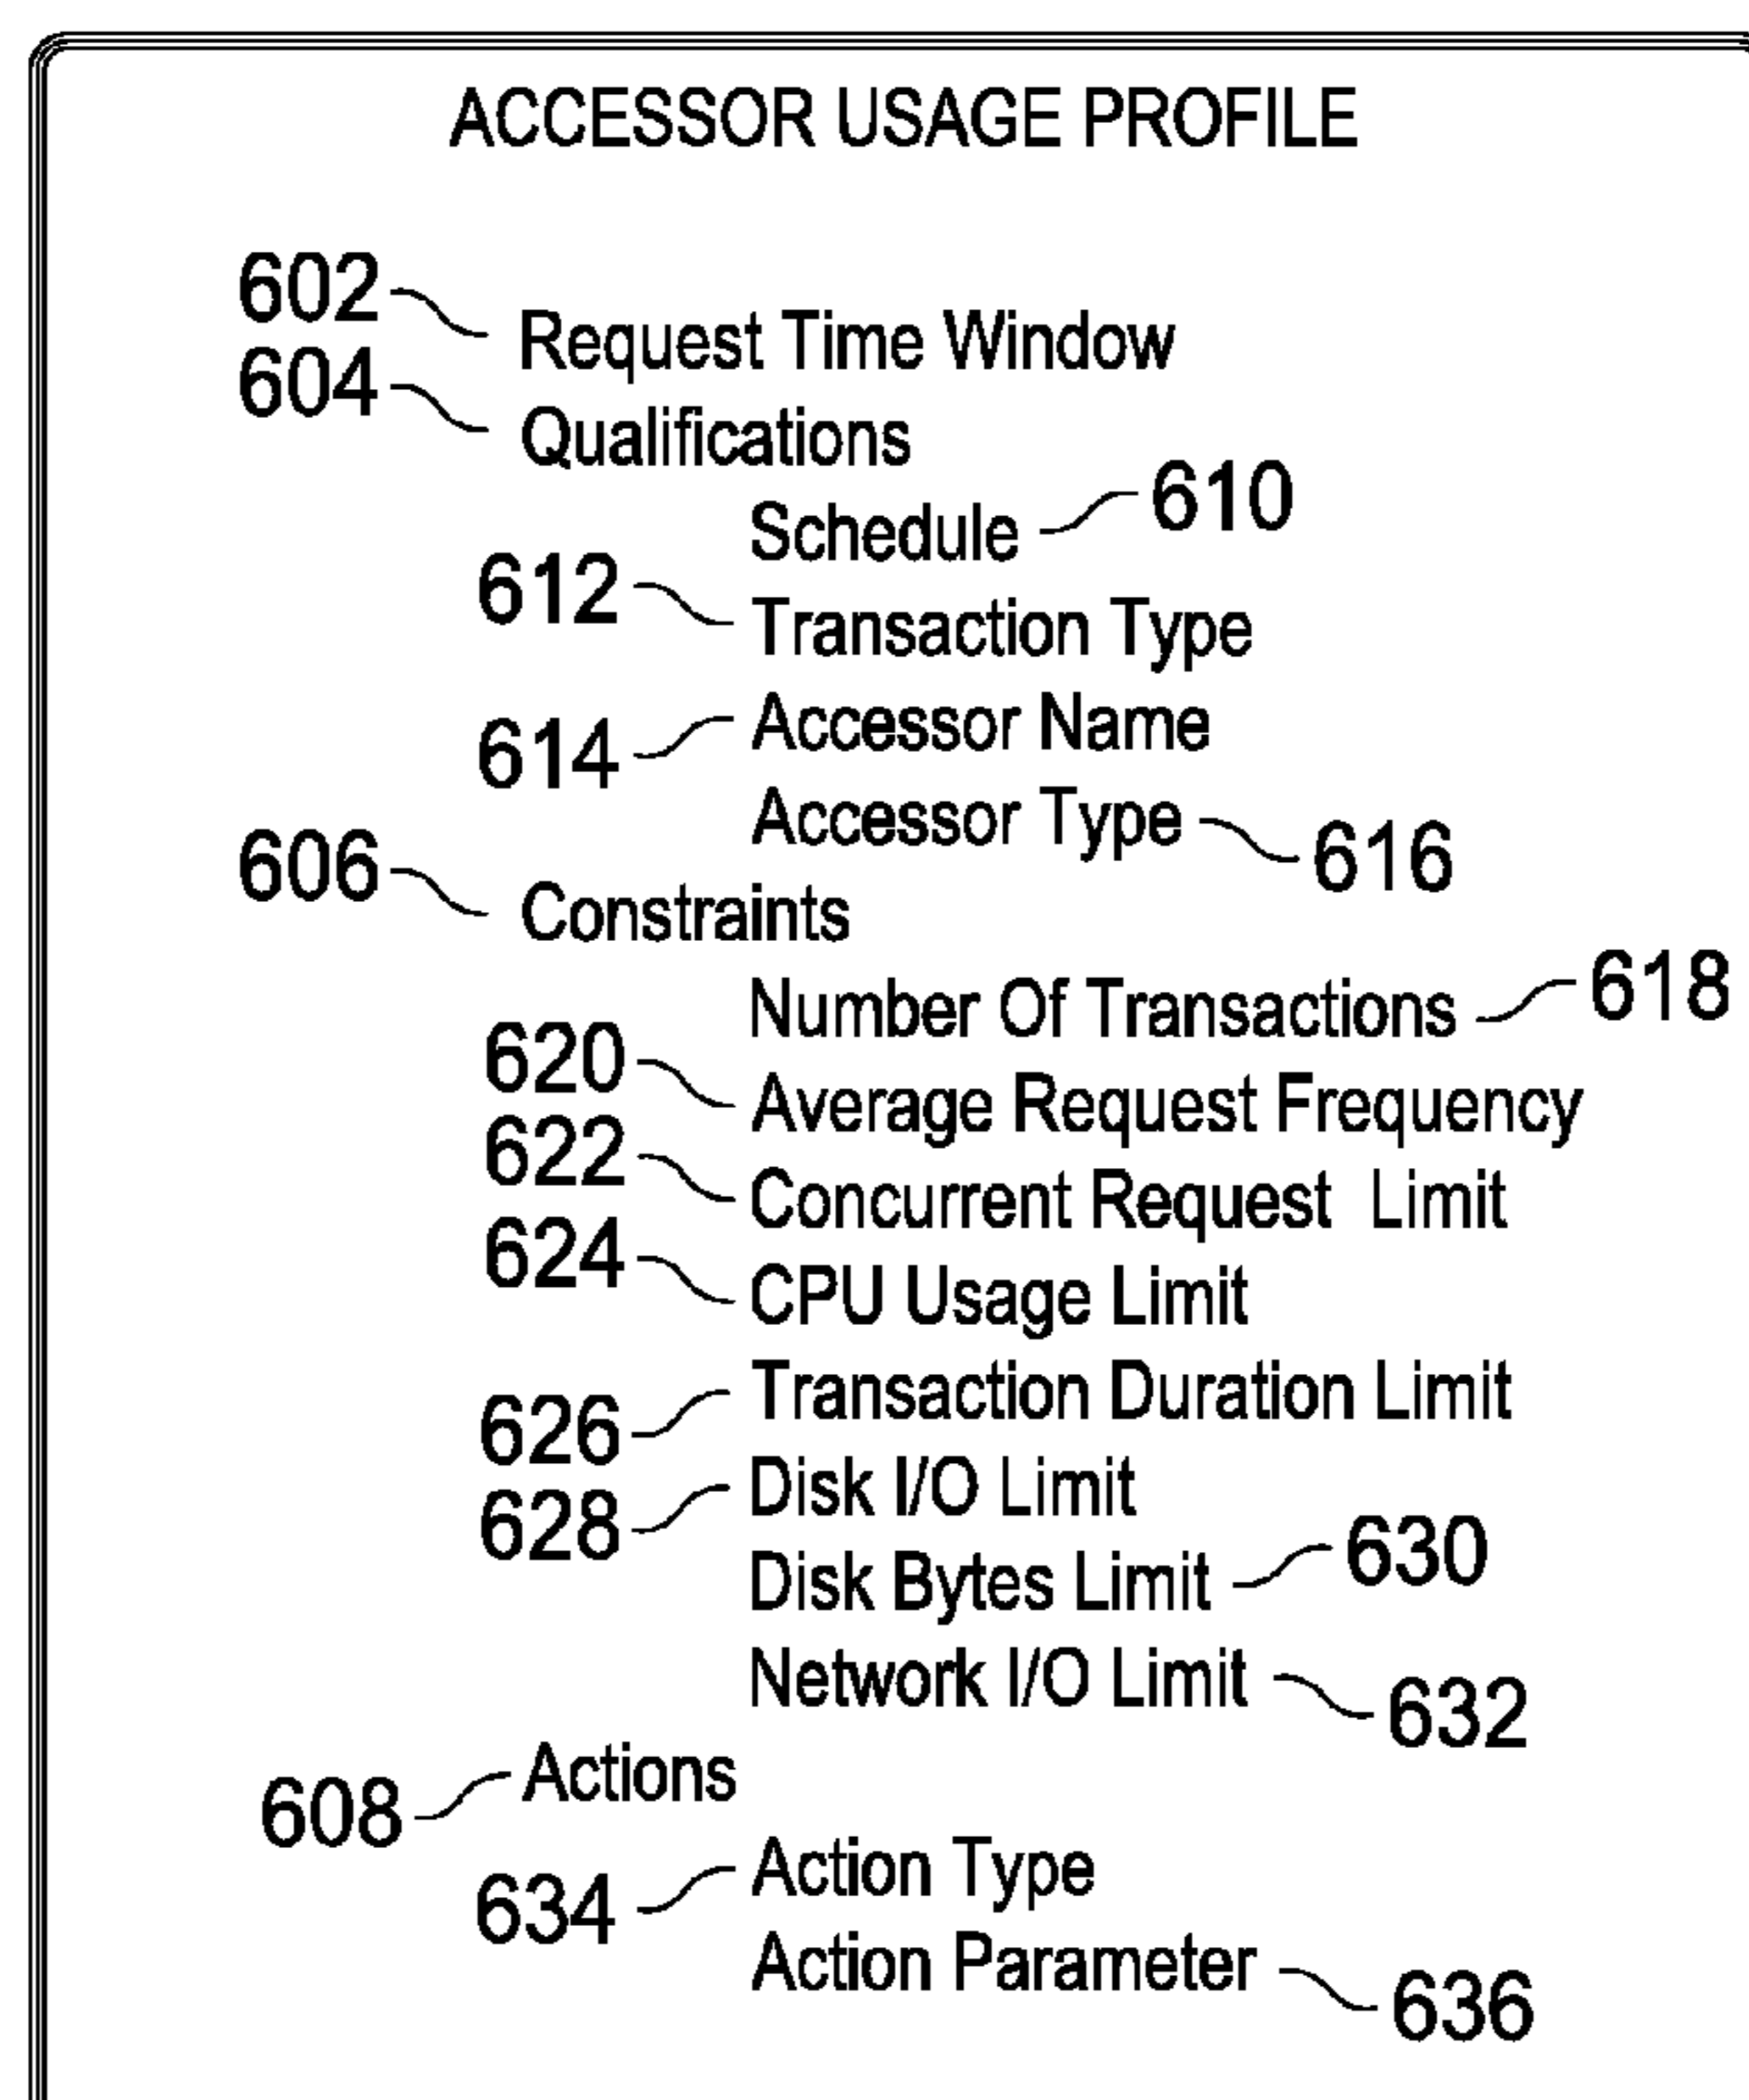 ACCESSOR USAGE PROFILE
602
Request Time Window
604
Qualifications
Schedule 610
612
Transaction Type
614 Accessor Name
Accessor Type 616
606
Constraints
Number Of Transactions 618
620
Average Request Frequency
622
Concurrent Request Limit
624
CPU Usage Limit
626 Transaction Duration Limit
628 Disk I/O Limit
Disk Bytes Limit 630
Network I/O Limit 632
608 Actions
634 Action Type
Action Parameter 636